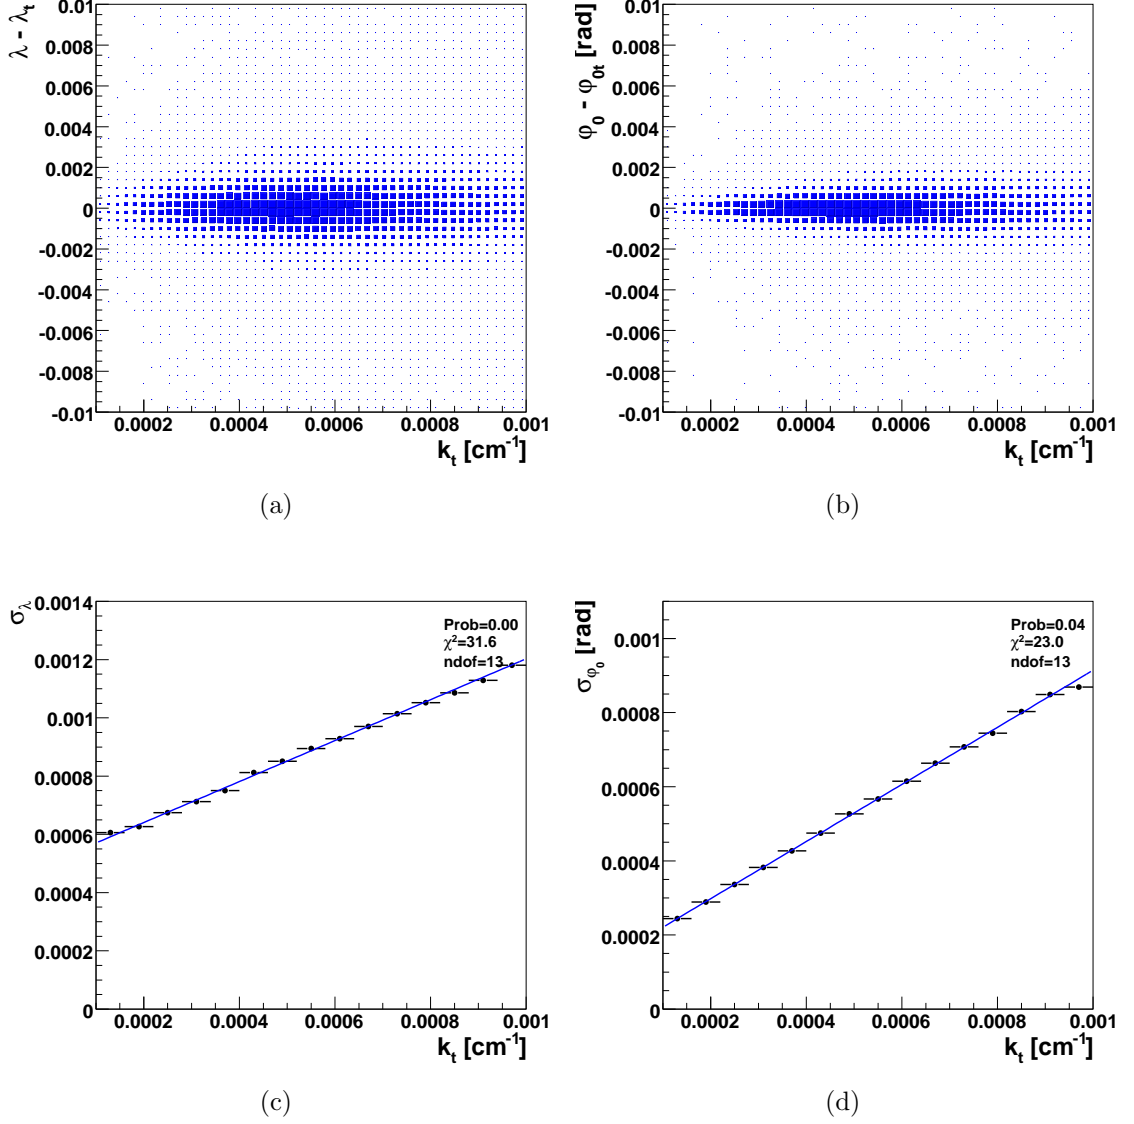 λ - λt
0.01
0.008
0.006
0.004
0.002
0
-0.002
-0.004
-0.006
-0.008
-0.01
0.0002 0.0004 0.0006 0.0008 0.001
kt [cm-1]
(a)
φ0 - φ0t [rad]
0.01
0.008
0.006
0.004
0.002
0
-0.002
-0.004
-0.006
-0.008
-0.01
0.0002 0.0004 0.0006 0.0008 0.001
kt [cm-1]
(b)
σλ
0.0014
0.0012
0.001
0.0008
0.0006
0.0004
0.0002
0
Prob=0.00
χ2=31.6
ndof=13
0.0002 0.0004 0.0006 0.0008 0.001
kt [cm-1]
(c)
σφ0 [rad]
0.001
0.0008
0.0006
0.0004
0.0002
0
Prob=0.04
χ2=23.0
ndof=13
0.0002 0.0004 0.0006 0.0008 0.001
kt [cm-1]
(d)